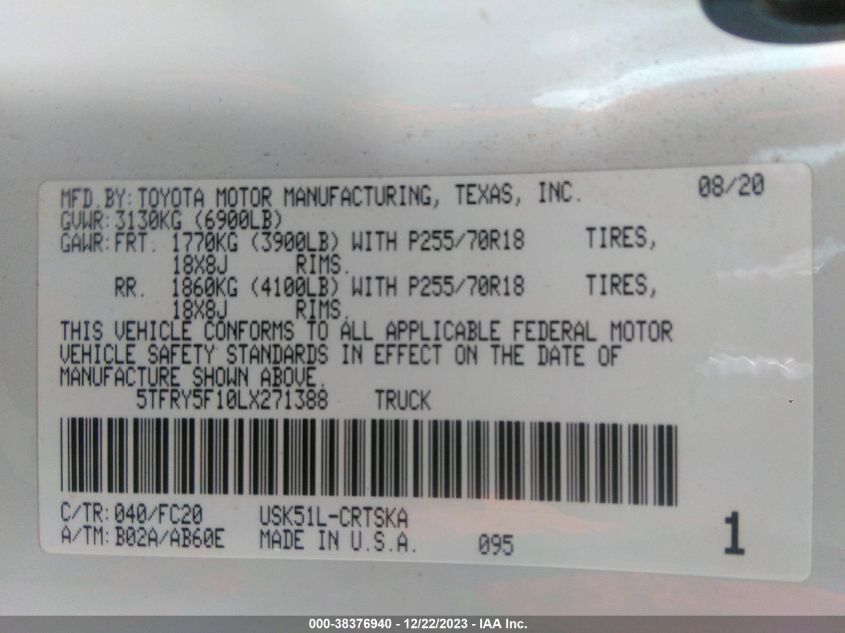 MFD.BY: TOYOTA MOTOR MANUFACTURING, TEXAS, INC. 08/20
GVWR: 3130KG (6900LB)
GAWR: FRT. 1770KG (3900LB) WITH P255/70R18 TIRES,
18X8J RIMS.
RR. 1860KG (4100LB) WITH P255/70R18 TIRES,
18X8J RIMS.
THIS VEHICLE CONFORMS TO ALL APPLICABLE FEDERAL MOTOR
VEHICLE SAFETY STANDARDS IN EFFECT ON THE DATE OF
MANUFACTURE SHOWN ABOVE.
5TFRY5F10LX271388 TRUCK
C/TR: 040/FC20 USK51L-CRTSKA
A/TM: B02A/AB60E MADE IN U.S.A. 095 1
000-38376940 - 12/22/2023 - IAA Inc.